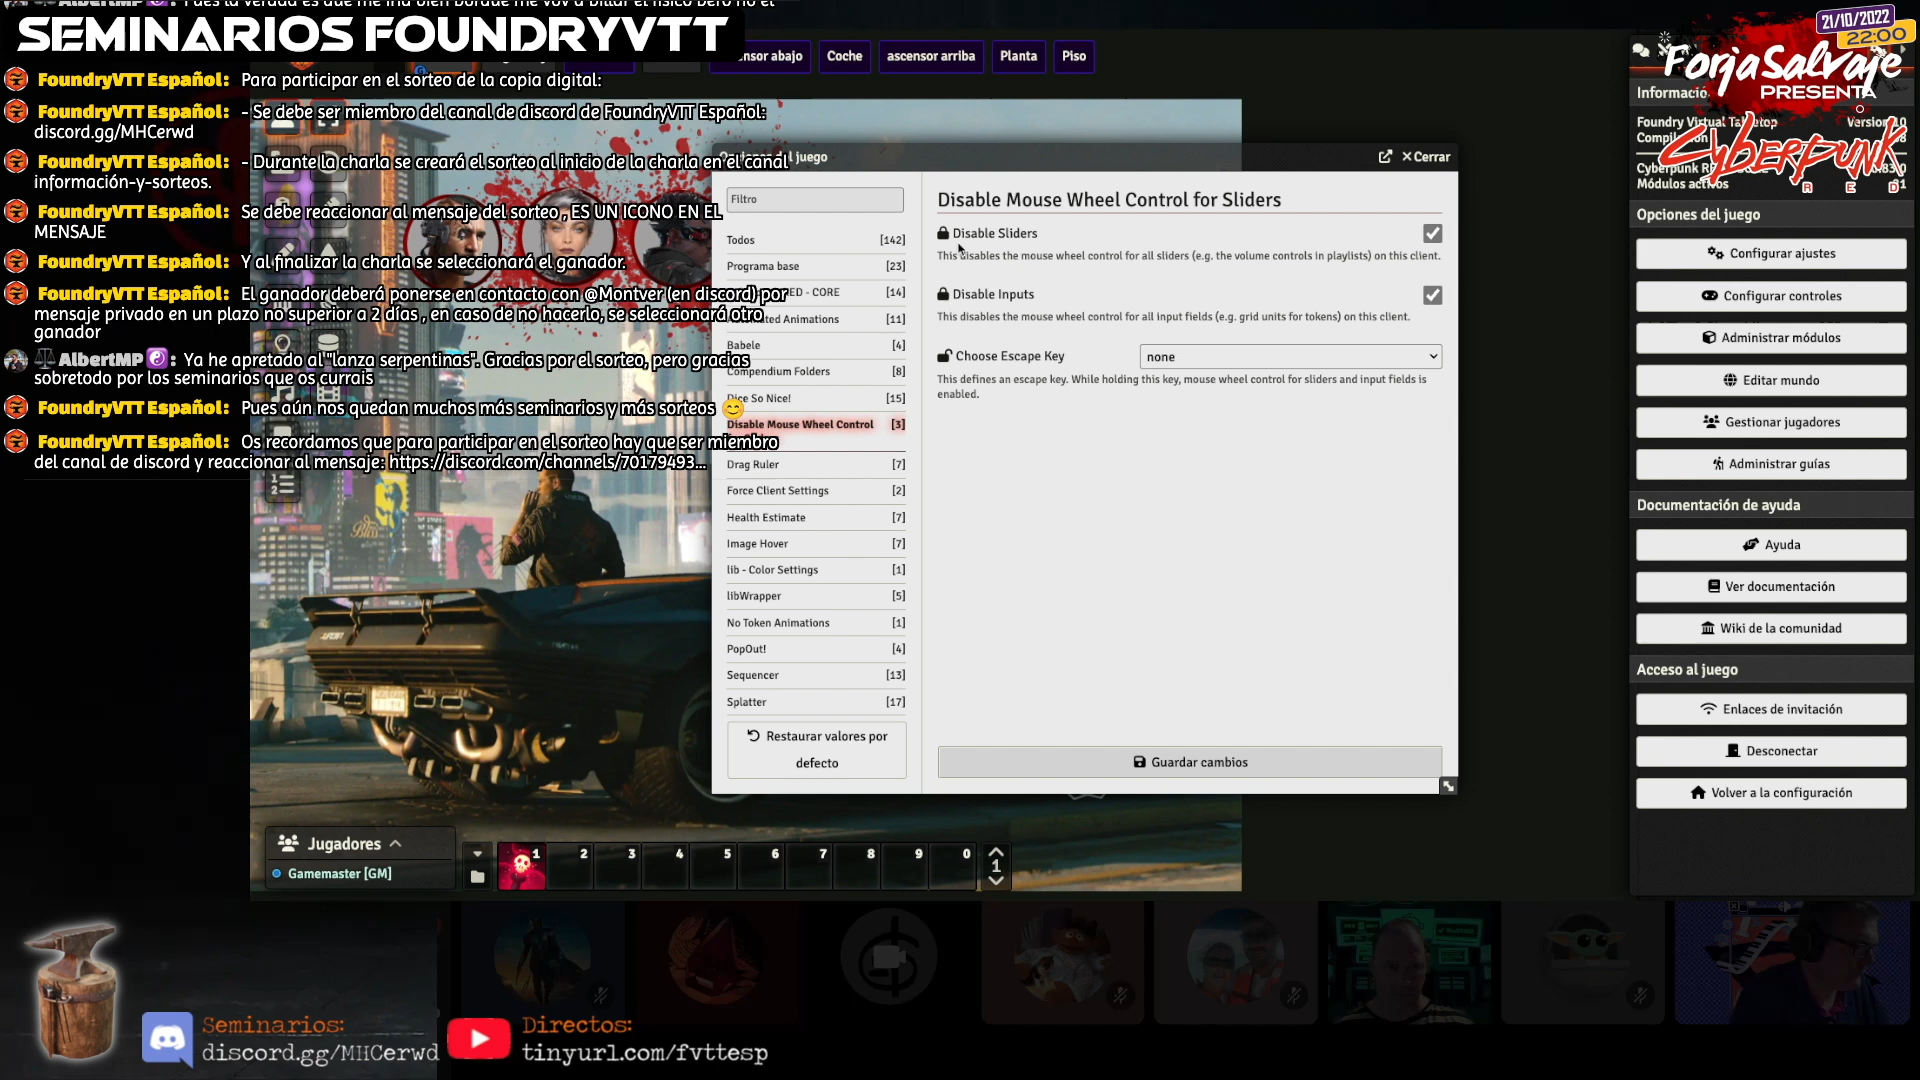 SEMINARIOS FOUNDRYVTT
FoundryVTT Español: Para participar en el sorteo de la copia digital:
FoundryVTT Español: - Se debe ser miembro del canal de discord de FoundryVTT Español:
discord.gg/MHCerwd
FoundryVTT Español: - Durante la charla se creará el sorteo al inicio de la charla en el canal
información-y-sorteos.
FoundryVTT Español: Se debe reaccionar al mensaje del sorteo , ES UN ICONO EN EL
MENSAJE
FoundryVTT Español: Y al finalizar la charla se seleccionará el ganador.
FoundryVTT Español: El ganador deberá ponerse en contacto con @Montver (en discord) por
mensaje privado en un plazo no superior a 2 días , en caso de no hacerlo, se seleccionará otro
ganador
AlbertMP: Ya he apretado al "lanza serpentinas". Gracias por el sorteo, pero gracias
sobretodo por los seminarios que os currais
FoundryVTT Español: Pues aún nos quedan muchos más seminarios y más sorteos 😊
FoundryVTT Español: Os recordamos que para participar en el sorteo hay que ser miembro
del canal de discord y reaccionar al mensaje: https://discord.com/channels/70179493...
abajo
Coche
ascensor arriba
Planta
Piso
juego
Cerrar
Filtro
Todos [142]
Programa base [23]
CORE [14]
Animations [11]
Babele [4]
Compendium Folders [8]
Dice So Nice! [15]
Disable Mouse Wheel Control [3]
Drag Ruler [7]
Force Client Settings [2]
Health Estimate [7]
Image Hover [7]
lib - Color Settings [1]
libWrapper [5]
No Token Animations [1]
PopOut! [4]
Sequencer [13]
Splatter [17]
Restaurar valores por
defecto
Disable Mouse Wheel Control for Sliders
Disable Sliders
This disables the mouse wheel control for all sliders (e.g. the volume controls in playlists) on this client.
Disable Inputs
This disables the mouse wheel control for all input fields (e.g. grid units for tokens) on this client.
Choose Escape Key
none
This defines an escape key. While holding this key, mouse wheel control for sliders and input fields is
enabled.
Guardar cambios
21/10/2022
22:00
ForjaSalvaje
PRESENTA
Cyberpunk
RED
Foundry Virtual
Módulos activos
Opciones del juego
Configurar ajustes
Configurar controles
Administrar módulos
Editar mundo
Gestionar jugadores
Administrar guías
Documentación de ayuda
Ayuda
Ver documentación
Wiki de la comunidad
Acceso al juego
Enlaces de invitación
Desconectar
Volver a la configuración
Jugadores
Gamemaster [GM]
1 2 3 4 5 6 7 8 9 0
1
Seminarios:
discord.gg/MHCerwd
Directos:
tinyurl.com/fvttesp